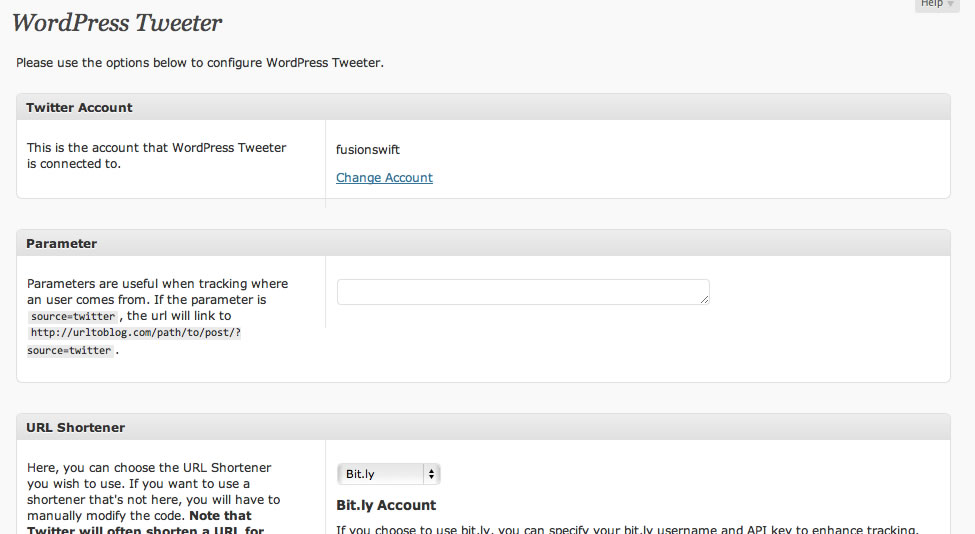 Help
WordPress Tweeter
Please use the options below to configure WordPress Tweeter.
Twitter Account
This is the account that WordPress Tweeter
is connected to.
fusionswift
Change Account
Parameter
Parameters are useful when tracking where
an user comes from. If the parameter is
source=twitter, the url will link to
http://urltoblog.com/path/to/post/?
source=twitter.
URL Shortener
Here, you can choose the URL Shortener
you wish to use. If you want to use a
shortener that's not here, you will have to
manually modify the code. Note that
Twitter will often shorten a URL for
Bit.ly
Bit.ly Account
If you choose to use bit.ly, you can specify your bit.ly username and API key to enhance tracking.